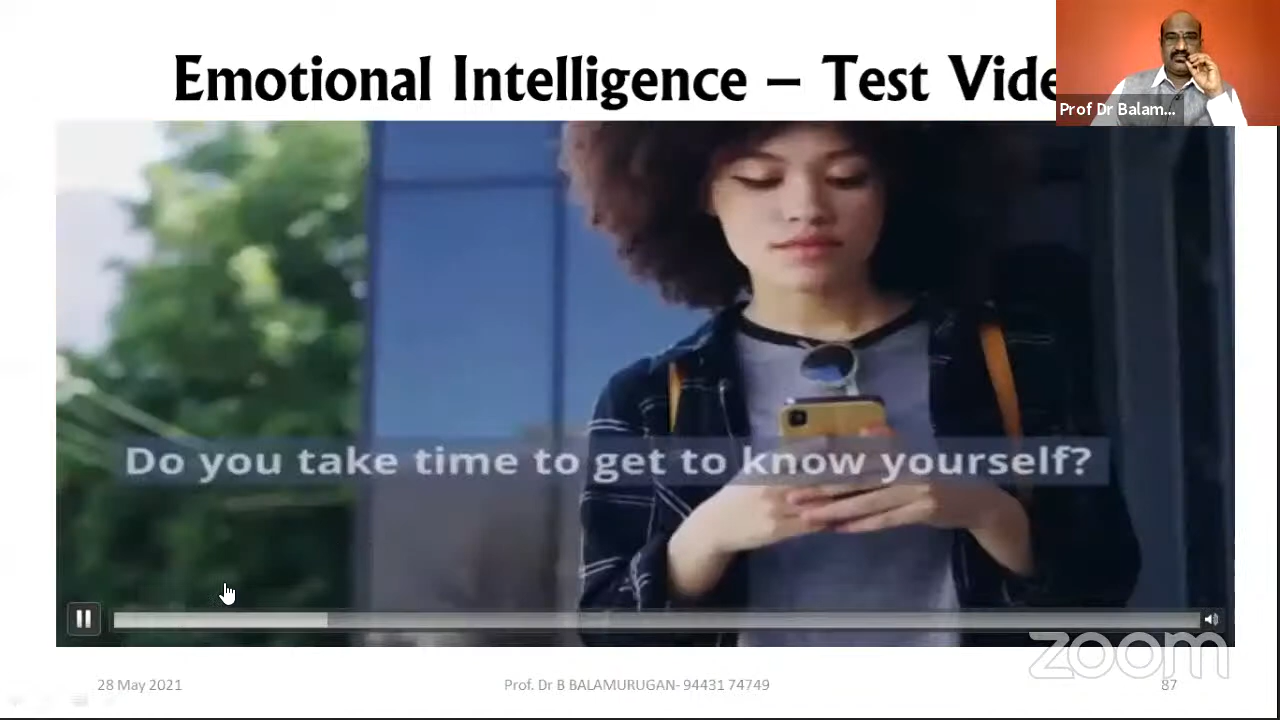 Emotional Intelligence – Test Vide
Prof Dr Balam...
Do you take time to get to know yourself?
zoom
28 May 2021
Prof. Dr B BALAMURUGAN- 94431 74749
87